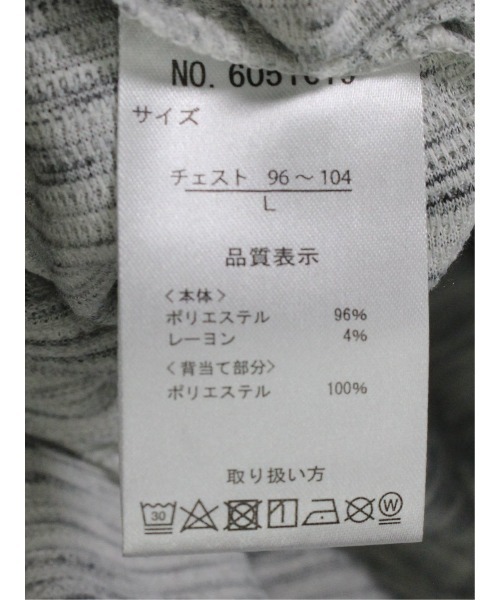 サイズ
チェスト 96～104
L
品質表示
〈本体〉
ポリエステル 96%
レーヨン 4%
〈背当て部分〉
ポリエステル 100%
取り扱い方
30
W